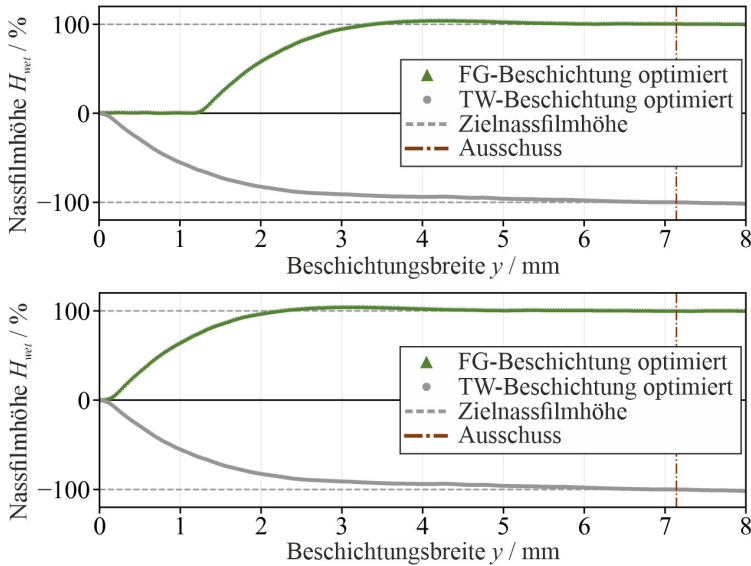 Nassfilmhöhe H_wet / %
100
0
−100
FG-Beschichtung optimiert
TW-Beschichtung optimiert
Zielnassfilmhöhe
Ausschuss
0 1 2 3 4 5 6 7 8
Beschichtungsbreite y / mm
Nassfilmhöhe H_wet / %
100
0
−100
FG-Beschichtung optimiert
TW-Beschichtung optimiert
Zielnassfilmhöhe
Ausschuss
0 1 2 3 4 5 6 7 8
Beschichtungsbreite y / mm